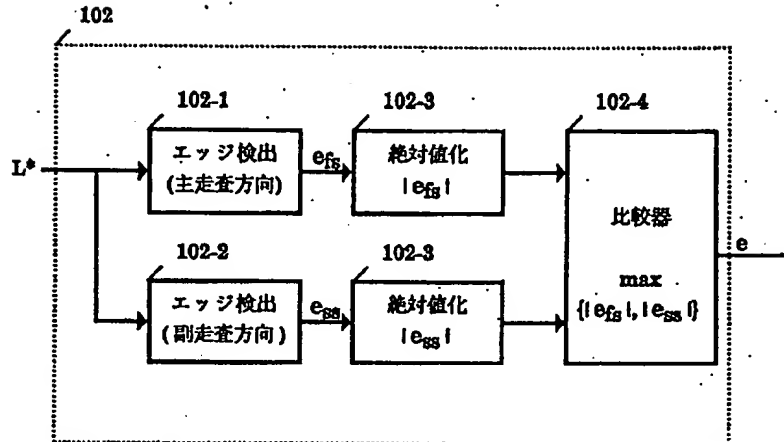 102
102-1
102-3
102-4
L*
エッジ検出
(主走査方向)
efs
絶対値化
|efs|
比較器
max
{|efs|,|ess|}
e
102-2
102-3
エッジ検出
(副走査方向)
ess
絶対値化
|ess|